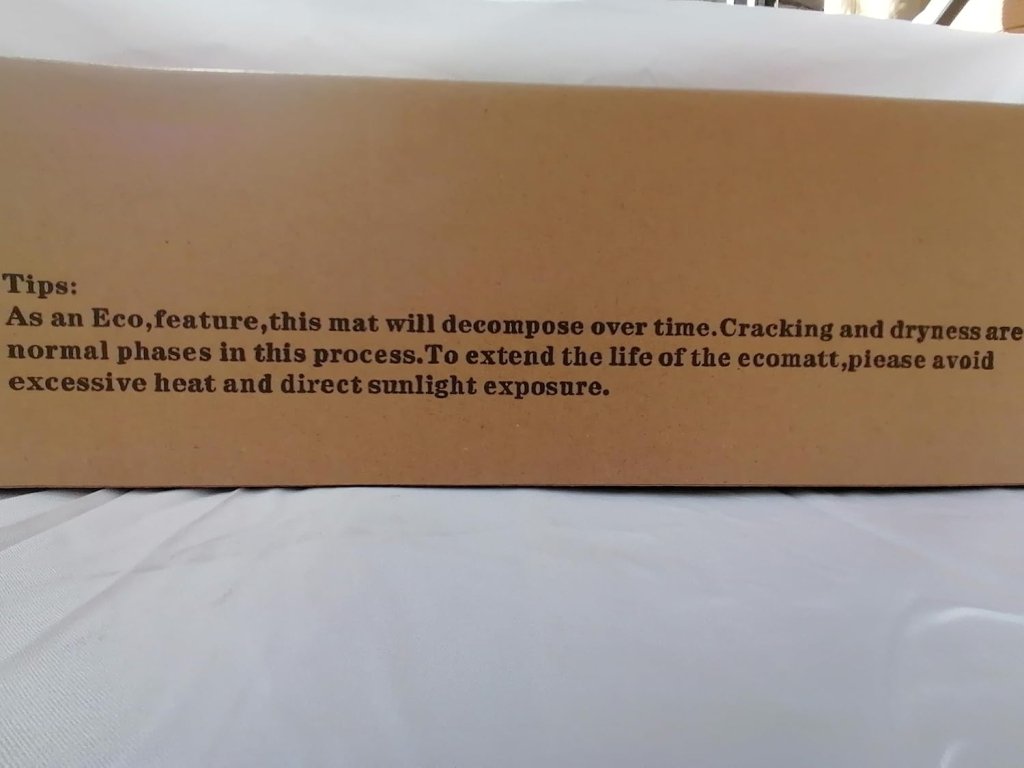 Tips:
As an Eco,feature,this mat will decompose over time.Cracking and dryness are
normal phases in this process.To extend the life of the ecomatt,piease avoid
excessive heat and direct sunlight exposure.